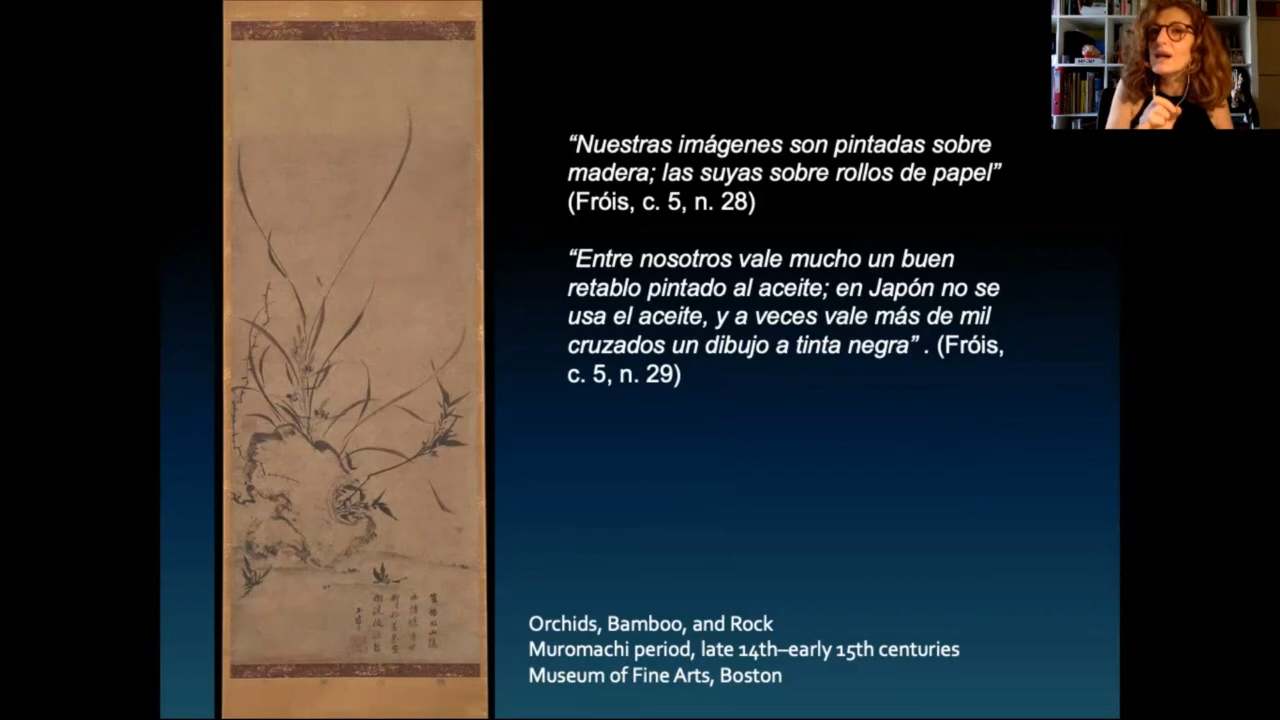 “Nuestras imágenes son pintadas sobre
madera; las suyas sobre rollos de papel”
(Fróis, c. 5, n. 28)
“Entre nosotros vale mucho un buen
retablo pintado al aceite; en Japón no se
usa el aceite, y a veces vale más de mil
cruzados un dibujo a tinta negra” . (Fróis,
c. 5, n. 29)
Orchids, Bamboo, and Rock
Muromachi period, late 14th–early 15th centuries
Museum of Fine Arts, Boston